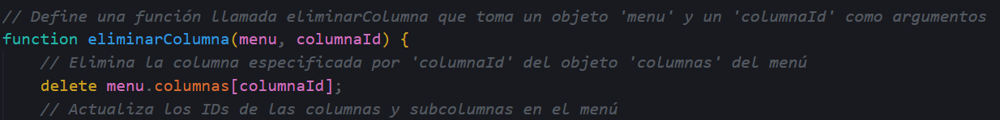 // Define una función llamada eliminarColumna que toma un objeto 'menu' y un 'columnaId' como argumentos
function eliminarColumna(menu, columnaId) {
// Elimina la columna especificada por 'columnaId' del objeto 'columnas' del menú
delete menu.columnas[columnaId];
// Actualiza los IDs de las columnas y subcolumnas en el menú